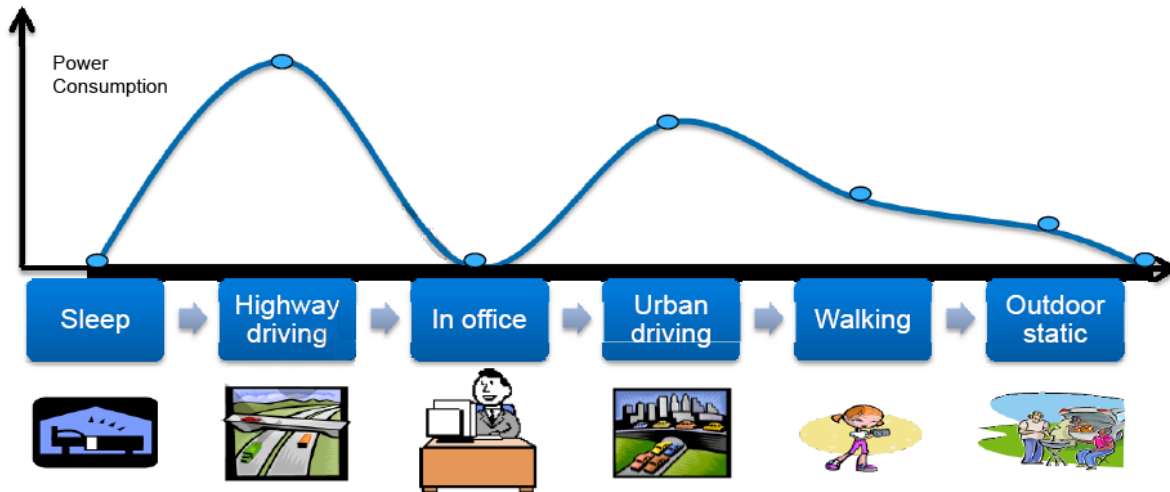 Power
Consumption
Sleep
Highway
driving
In office
Urban
driving
Walking
Outdoor
static